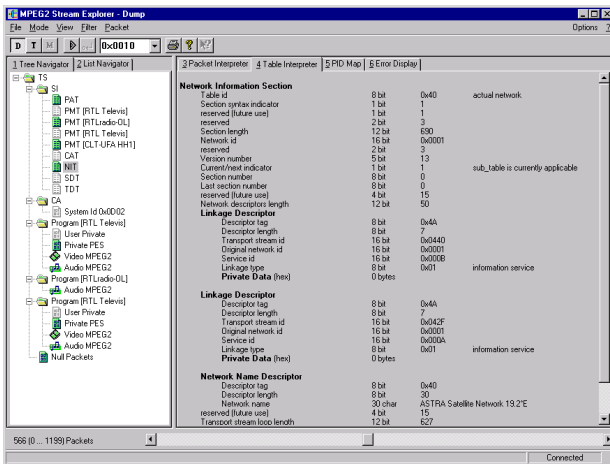 MPEG2 Stream Explorer - Dump
File Mode View Filter Packet Options ?
D T M 0x0010
1 Tree Navigator 2 List Navigator
TS
SI
PAT
PMT [RTL Televis]
PMT [RTLradio-OL]
PMT [RTL Televis]
PMT [CLT-UFA HH1]
CAT
NIT
SDT
TDT
CA
System Id 0x0D02
Program [RTL Televis]
User Private
Private PES
Video MPEG2
Audio MPEG2
Program [RTLradio-OL]
Audio MPEG2
Program [RTL Televis]
User Private
Private PES
Video MPEG2
Audio MPEG2
Null Packets
3 Packet Interpreter 4 Table Interpreter 5 PID Map 6 Error Display
Network Information Section
Table id 8 bit 0x40 actual network
Section syntax indicator 1 bit 1
reserved (future use) 1 bit 1
reserved 2 bit 3
Section length 12 bit 690
Network id 16 bit 0x0001
reserved 2 bit 3
Version number 5 bit 13
Current/next indicator 1 bit 1 sub_table is currently applicable
Section number 8 bit 0
Last section number 8 bit 0
reserved (future use) 4 bit 15
Network descriptors length 12 bit 50
Linkage Descriptor
Descriptor tag 8 bit 0x4A
Descriptor length 8 bit 7
Transport stream id 16 bit 0x0440
Original network id 16 bit 0x0001
Service id 16 bit 0x000B
Linkage type 8 bit 0x01 information service
Private Data (hex) 0 bytes
Linkage Descriptor
Descriptor tag 8 bit 0x4A
Descriptor length 8 bit 7
Transport stream id 16 bit 0x042F
Original network id 16 bit 0x0001
Service id 16 bit 0x000A
Linkage type 8 bit 0x01 information service
Private Data (hex) 0 bytes
Network Name Descriptor
Descriptor tag 8 bit 0x40
Descriptor length 8 bit 30
Network name 30 char ASTRA Satellite Network 19.2°E
reserved (future use) 4 bit 15
Transport stream loop length 12 bit 627
566 (0 ... 1199) Packets
Connected